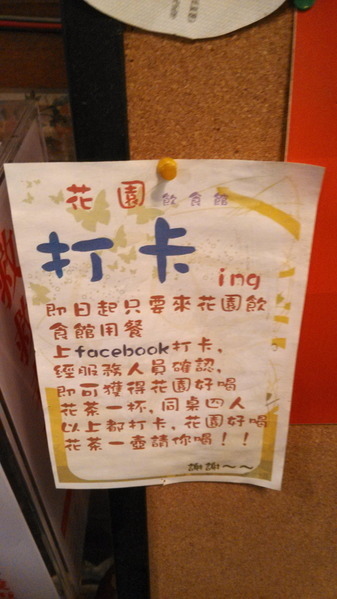 花園飲食館
打卡
ing
即日起只要來花園飲
食館用餐
上facebook打卡,
經服務人員確認,
即可獲得花園好喝
花茶一杯,同桌四人
以上都打卡,花園好喝
花茶一壺請你喝!!
謝謝~~